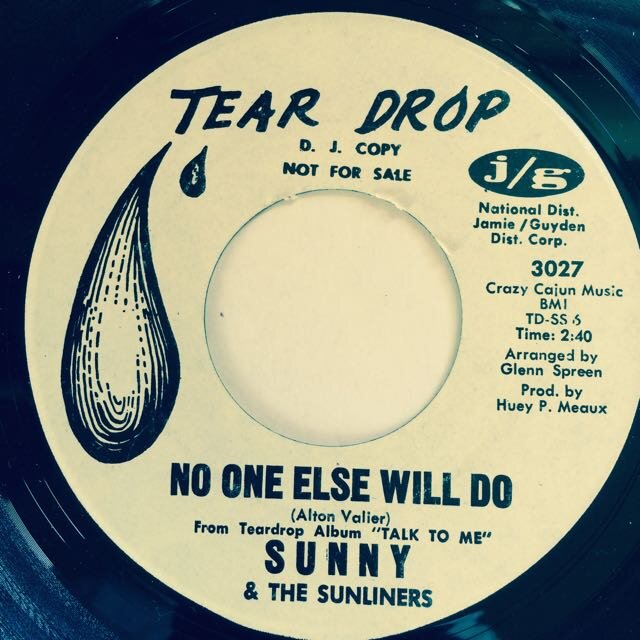 TEAR DROP
D. J. COPY
NOT FOR SALE
j/g
National Dist.
Jamie/Guyden
Dist. Corp.
3027
Crazy Cajun Music
BMI
TD-SS-6
Time: 2:40
Arranged by
Glenn Spreen
Prod. by
Huey P. Meaux
NO ONE ELSE WILL DO
(Alton Valier)
From Teardrop Album "TALK TO ME"
SUNNY
& THE SUNLINERS